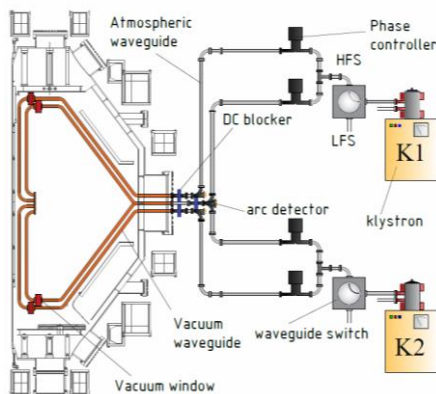 Atmospheric
waveguide
Phase
controller
HFS
DC blocker
LFS
K1
arc detector
klystron
Vacuum
waveguide
waveguide switch
K2
Vacuum window